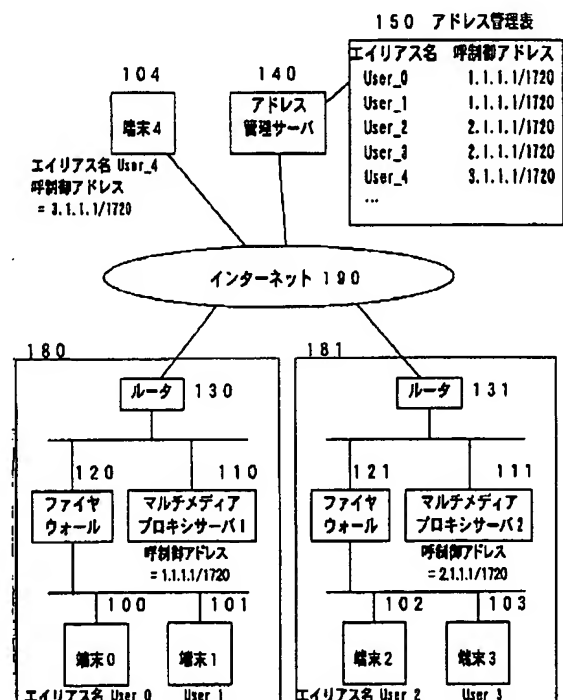 150 アドレス管理表
エイリアス名 呼制御アドレス
User_0 1.1.1.1/1720
User_1 1.1.1.1/1720
User_2 2.1.1.1/1720
User_3 2.1.1.1/1720
User_4 3.1.1.1/1720
...
104
端末4
エイリアス名 User_4
呼制御アドレス
= 3.1.1.1/1720
140
アドレス
管理サーバ
インターネット 190
180
ルータ 130
120
ファイヤ
ウォール
110
マルチメディア
プロキシサーバ1
呼制御アドレス
= 1.1.1.1/1720
100
端末0
エイリアス名 User_0
101
端末1
User_1
181
ルータ 131
121
ファイヤ
ウォール
111
マルチメディア
プロキシサーバ2
呼制御アドレス
= 2.1.1.1/1720
102
端末2
エイリアス名 User_2
103
端末3
User_3